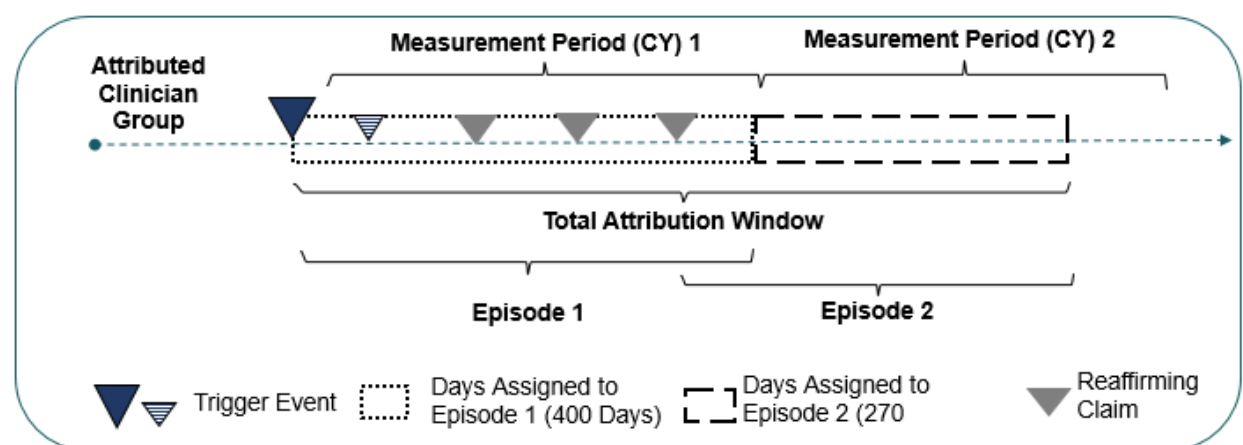 Measurement Period (CY) 1
Measurement Period (CY) 2
Attributed
Clinician
Group
Total Attribution Window
Episode 1
Episode 2
Trigger Event
Days Assigned to
Episode 1 (400 Days)
Days Assigned to
Episode 2 (270
Reaffirming
Claim